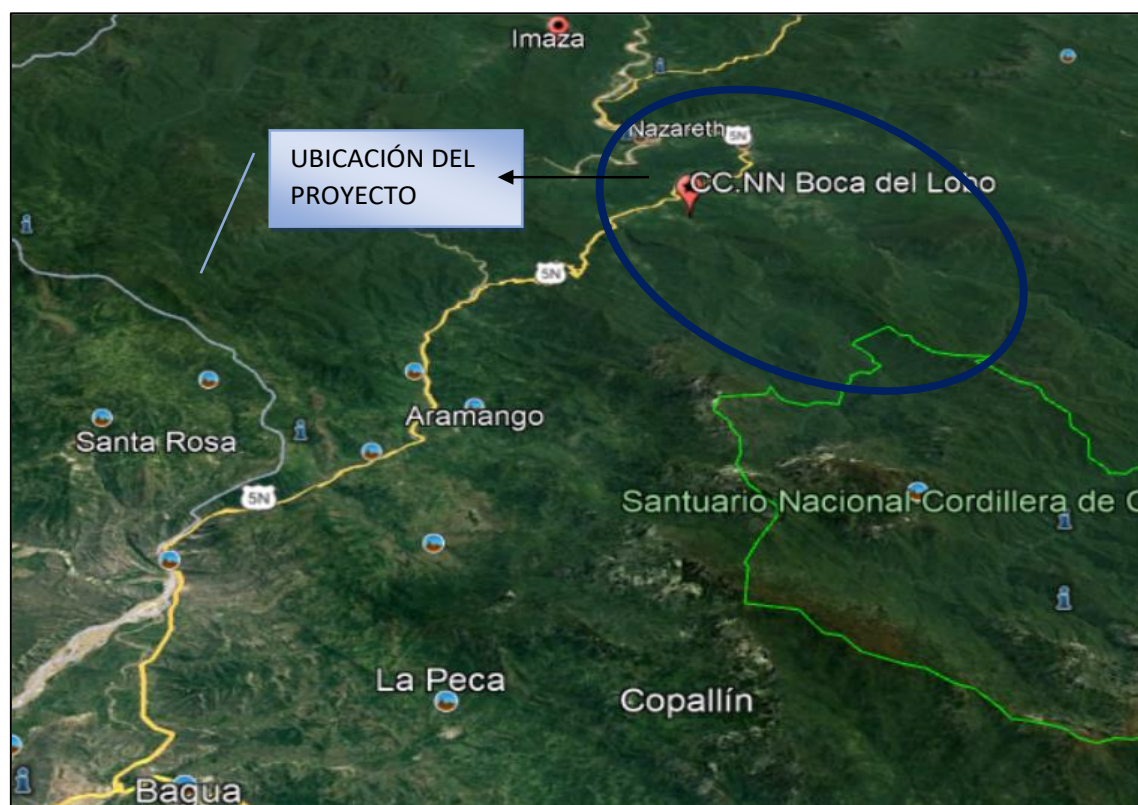 Imaza
Nazareth
5N
UBICACIÓN DEL
PROYECTO
CC.NN Boca del Lobo
5N
Aramango
Santa Rosa
5N
Santuario Nacional Cordillera de C
La Peca
Copallín
Bagua